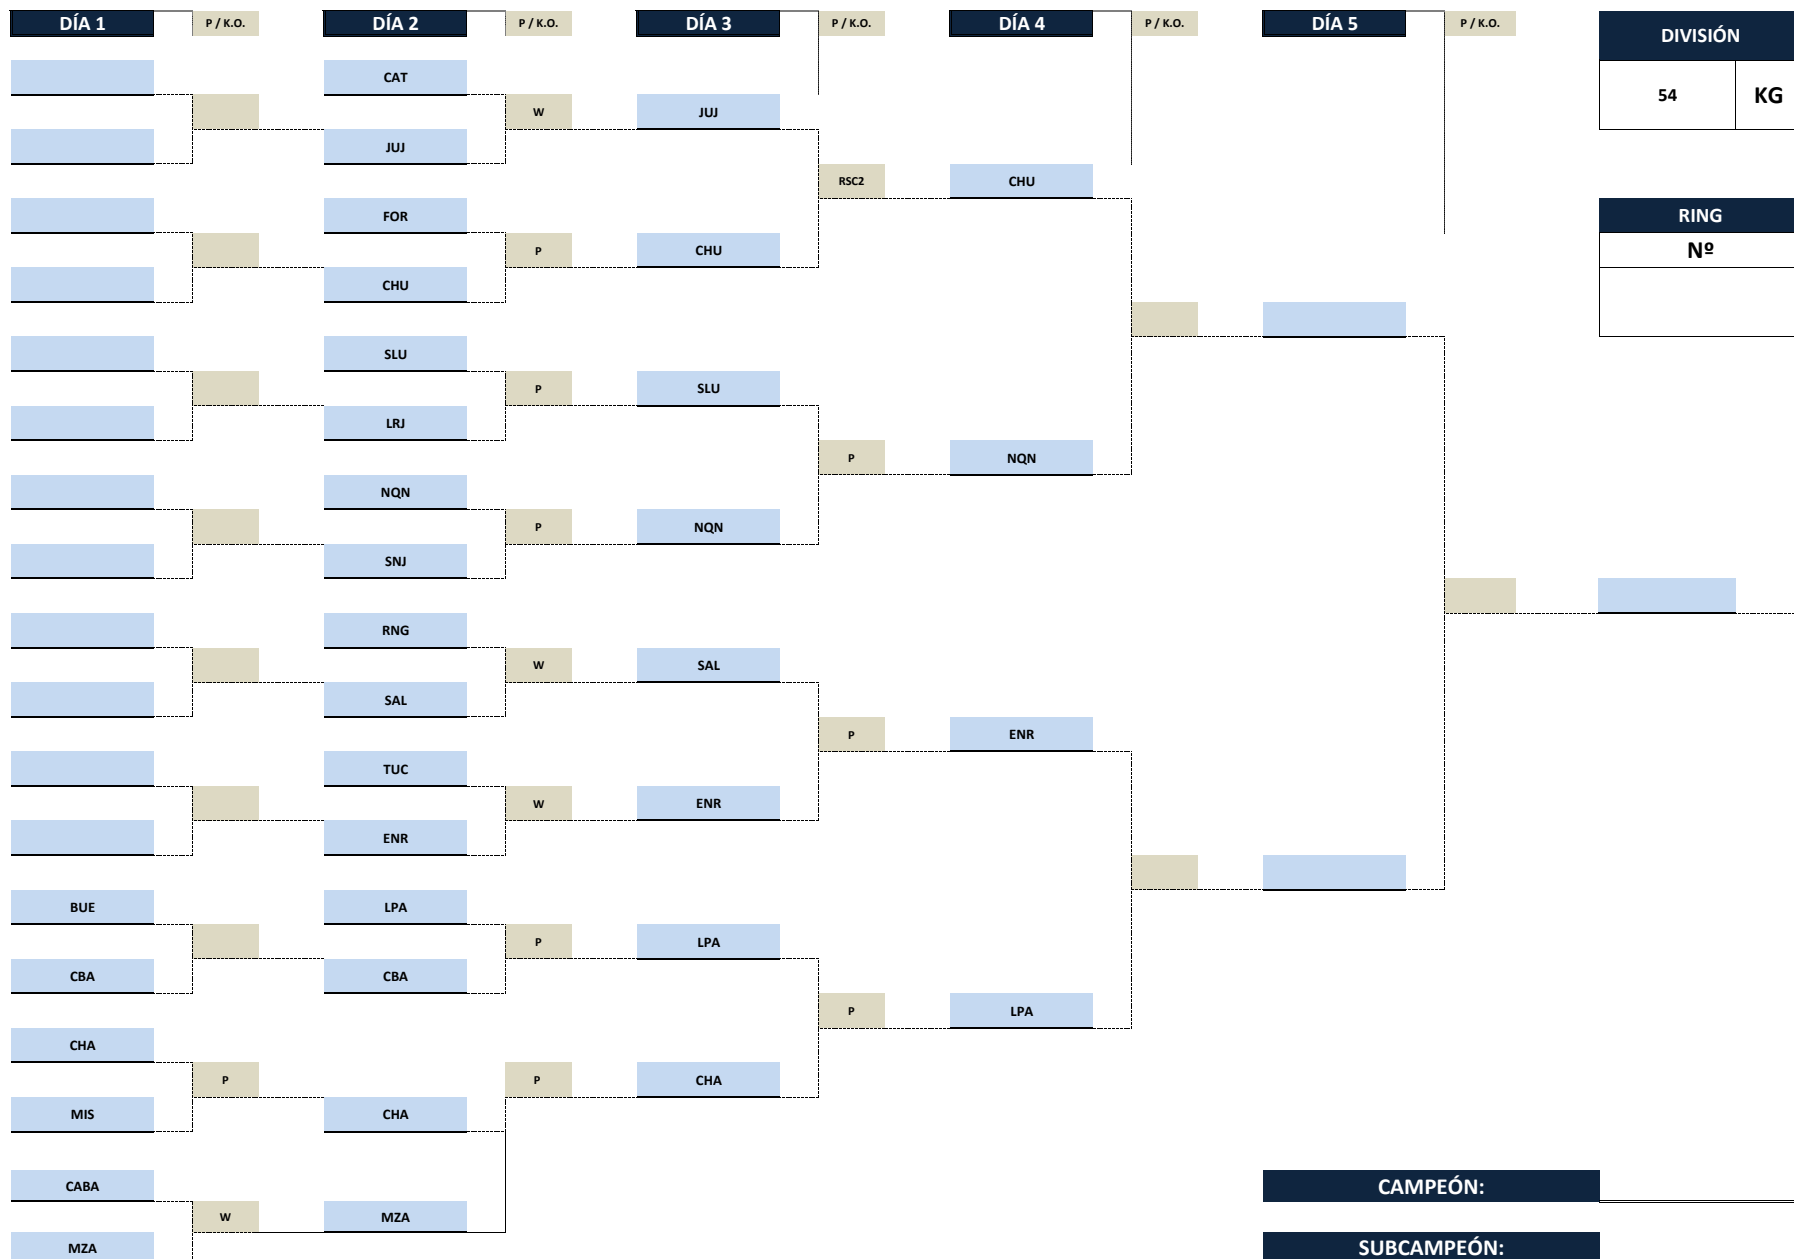 DÍA 1 P / K.O. DÍA 2 P / K.O. DÍA 3 P / K.O. DÍA 4 P / K.O. DÍA 5 P / K.O.
DIVISIÓN
CAT
54 KG
W JUJ
JUJ
RSC2 CHU
FOR RING
P CHU Nº
CHU
SLU
P SLU
LRJ
P NQN
NQN
P NQN
SNJ
RNG
W SAL
SAL
P ENR
TUC
W ENR
ENR
BUE LPA
P LPA
CBA CBA
P LPA
CHA
P P CHA
MIS CHA
CABA CAMPEÓN:
W MZA
MZA SUBCAMPEÓN: